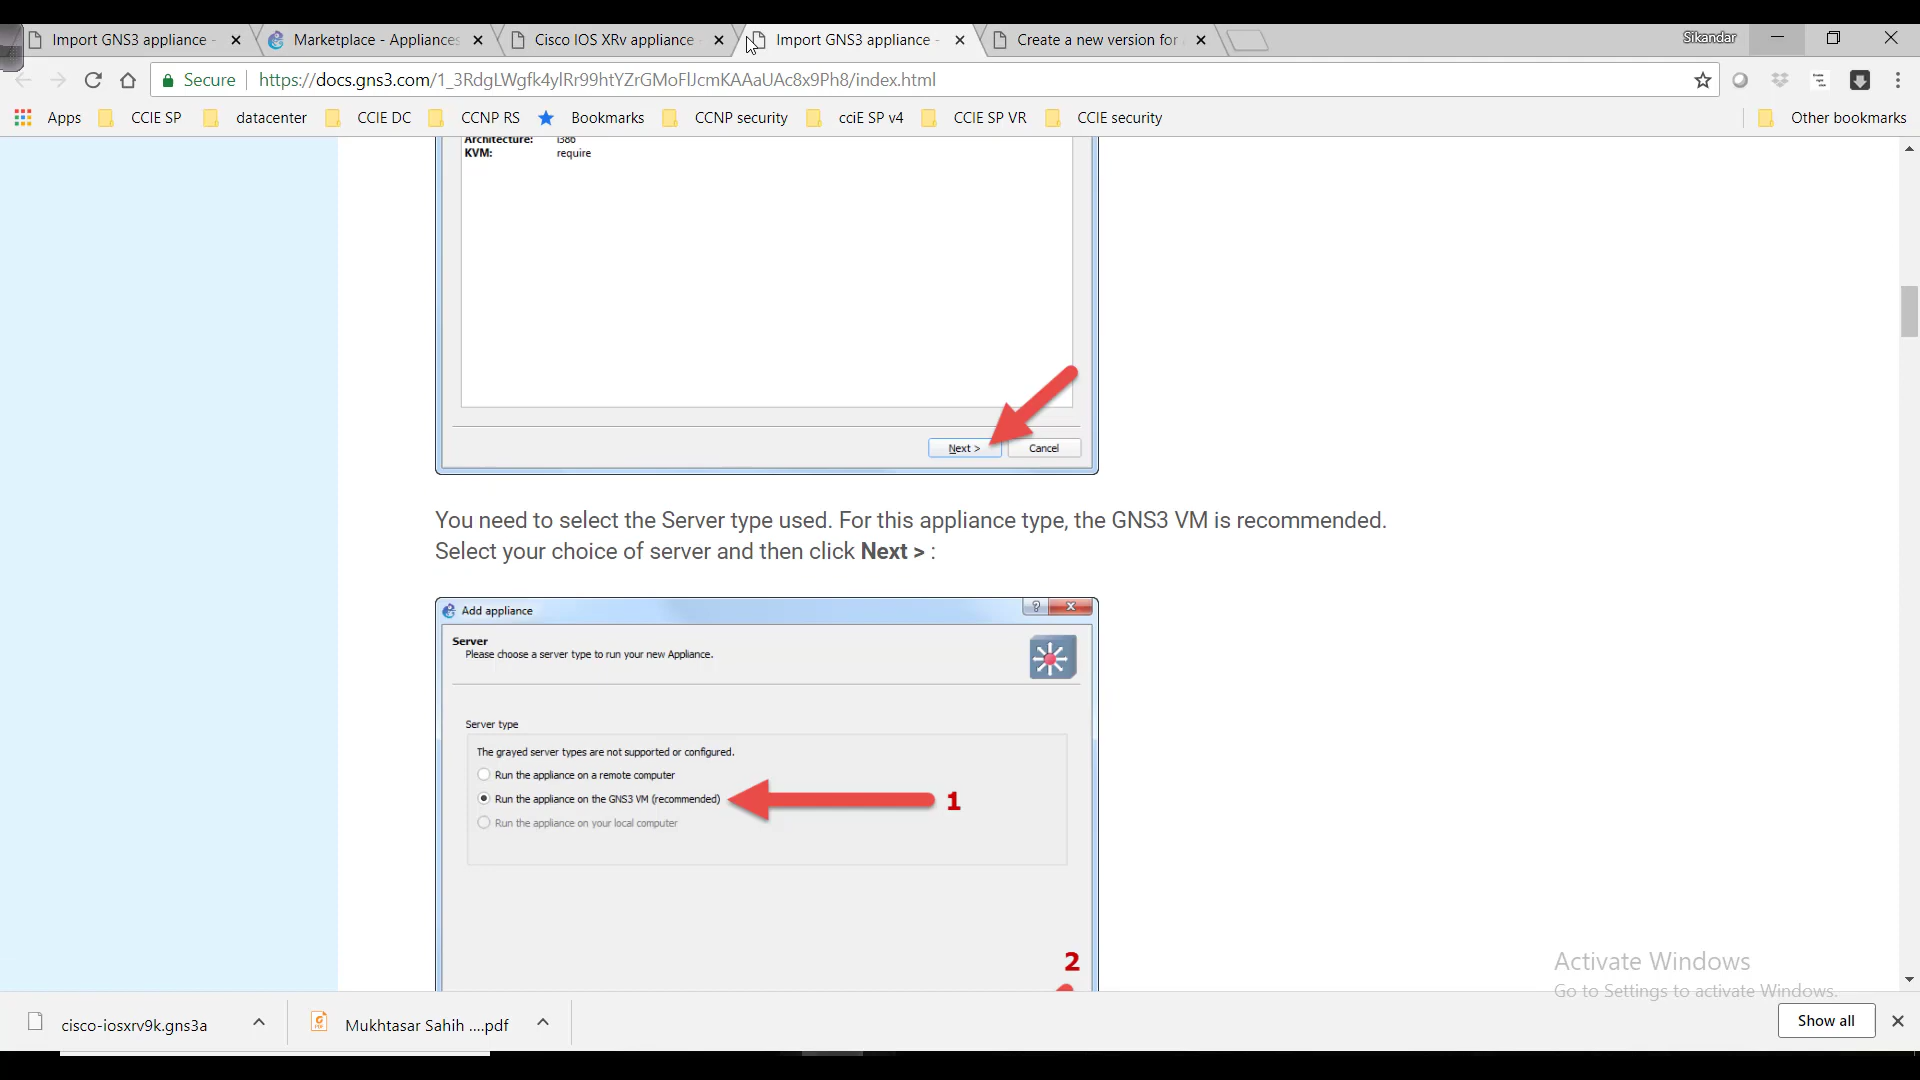 Import GNS3 appliance -
Marketplace - Appliances
Cisco IOS XRv appliance
Import GNS3 appliance -
Create a new version for
Sikandar
Secure
https://docs.gns3.com/1_3RdgLWgfk4ylRr99htYZrGMoFlJcmKAAaUAc8x9Ph8/index.html
Apps
CCIE SP
datacenter
CCIE DC
CCNP RS
Bookmarks
CCNP security
cciE SP v4
CCIE SP VR
CCIE security
Other bookmarks
Architecture: i386
KVM: require
Next >
Cancel
You need to select the Server type used. For this appliance type, the GNS3 VM is recommended.
Select your choice of server and then click Next > :
Add appliance
?
Server
Please choose a server type to run your new Appliance.
Server type
The grayed server types are not supported or configured.
Run the appliance on a remote computer
Run the appliance on the GNS3 VM (recommended)
1
Run the appliance on your local computer
2
Activate Windows
Go to Settings to activate Windows.
cisco-iosxrv9k.gns3a
Mukhtasar Sahih ....pdf
Show all